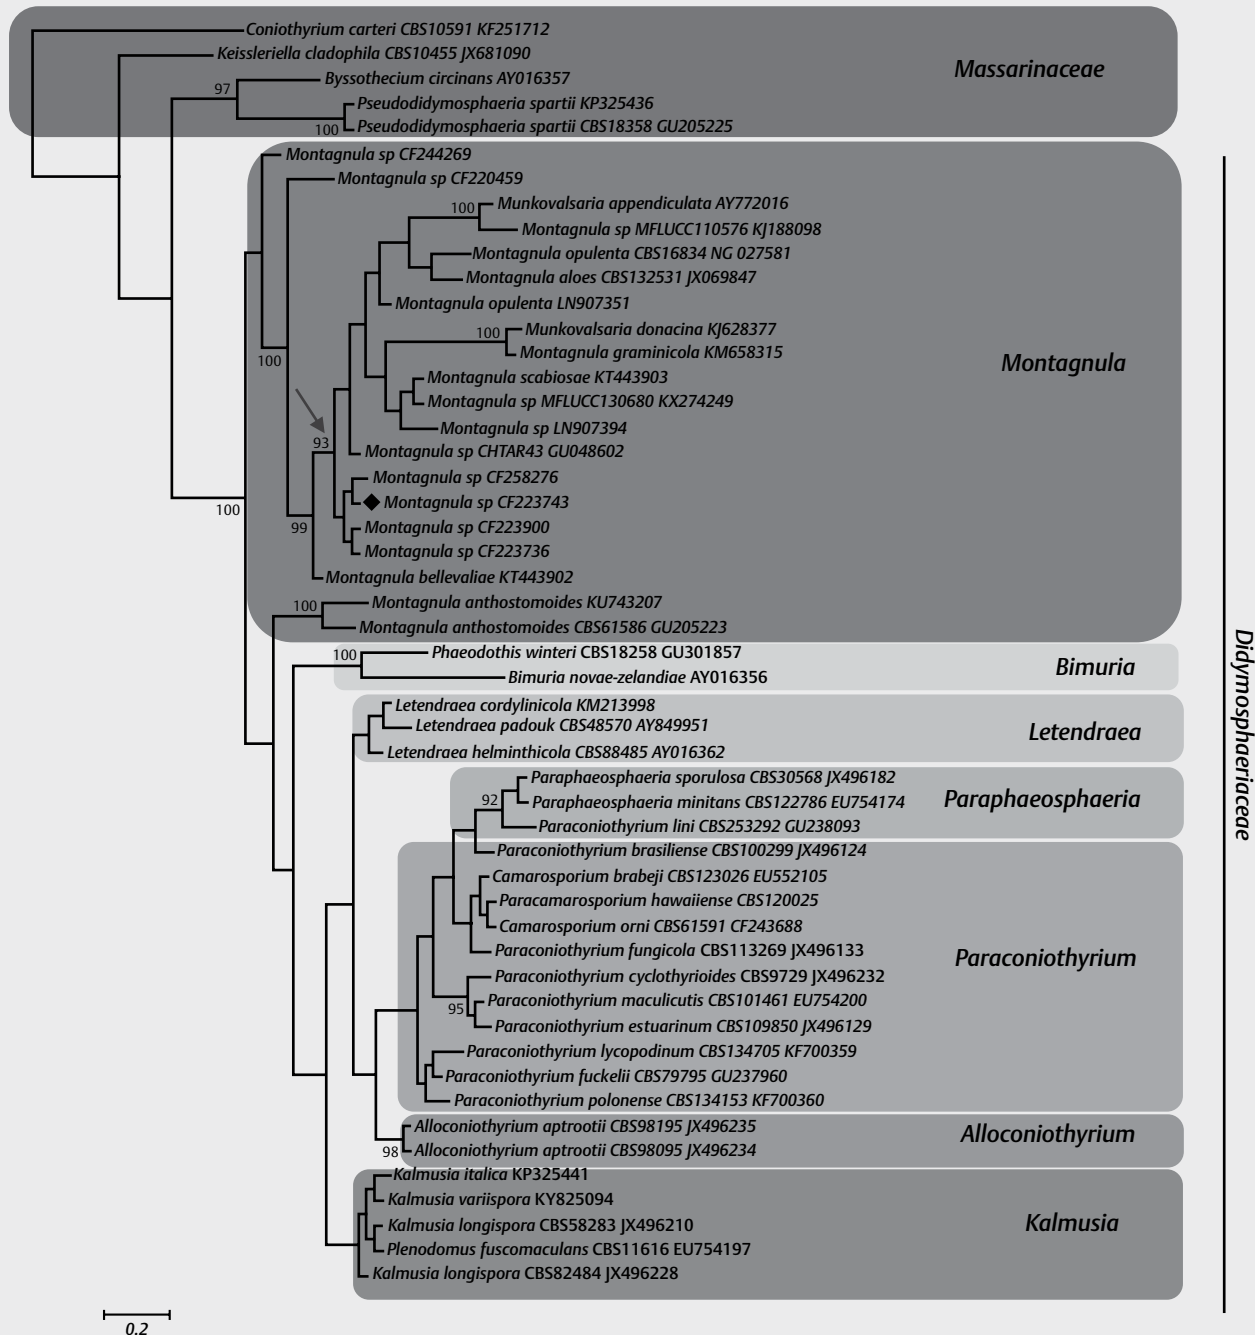 Coniothyrium carteri CBS10591 KF251712
Keissleriella cladophila CBS10455 JX681090
Massarinaceae
Byssothecium circinans AY016357
97
Pseudodidymosphaeria spartii KP325436
100
Pseudodidymosphaeria spartii CBS18358 GU205225
Montagnula sp CF244269
Montagnula sp CF220459
Munkovalsaria appendiculata AY772016
100
Montagnula sp MFLUCC110576 KJ188098
Montagnula opulenta CBS16834 NG 027581
Montagnula aloes CBS132531 JX069847
Montagnula opulenta LN907351
Munkovalsaria donacina KJ628377
100
Montagnula graminicola KM658315
100
Montagnula
Montagnula scabiosae KT443903
Montagnula sp MFLUCC130680 KX274249
Montagnula sp LN907394
93
Montagnula sp CHTAR43 GU048602
Montagnula sp CF258276
Montagnula sp CF223743
100
Montagnula sp CF223900
99
Montagnula sp CF223736
Montagnula bellevaliae KT443902
Montagnula anthostomoides KU743207
100
Montagnula anthostomoides CBS61586 GU205223
Phaeodothis winteri CBS18258 GU301857
100
Bimuria
Bimuria novae-zelandiae AY016356
Letendraea cordylinicola KM213998
Letendraea padouk CBS48570 AY849951
Letendraea
Letendraea helminthicola CBS88485 AY016362
Didymosphaeriaceae
Paraphaeosphaeria sporulosa CBS30568 JX496182
92
Paraphaeosphaeria minitans CBS122786 EU754174
Paraphaeosphaeria
Paraconiothyrium lini CBS253292 GU238093
Paraconiothyrium brasiliense CBS100299 JX496124
Camarosporium brabeji CBS123026 EU552105
Paracamarosporium hawaiiense CBS120025
Camarosporium orni CBS61591 CF243688
Paraconiothyrium fungicola CBS113269 JX496133
Paraconiothyrium
Paraconiothyrium cyclothyrioides CBS9729 JX496232
Paraconiothyrium maculicutis CBS101461 EU754200
95
Paraconiothyrium estuarinum CBS109850 JX496129
Paraconiothyrium lycopodinum CBS134705 KF700359
Paraconiothyrium fuckelii CBS79795 GU237960
Paraconiothyrium polonense CBS134153 KF700360
Alloconiothyrium aptrootii CBS98195 JX496235
Alloconiothyrium
98
Alloconiothyrium aptrootii CBS98095 JX496234
Kalmusia italica KP325441
Kalmusia variispora KY825094
Kalmusia longispora CBS58283 JX496210
Kalmusia
Plenodomus fuscomaculans CBS11616 EU754197
Kalmusia longispora CBS82484 JX496228
0.2